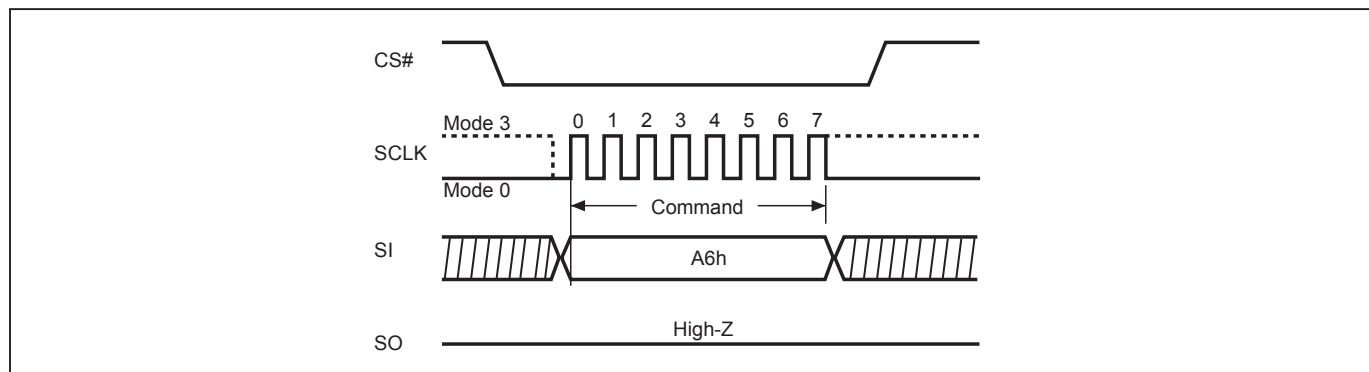 CS#
Mode 3
0 1 2 3 4 5 6 7
SCLK
Mode 0
Command
SI
A6h
High-Z
SO